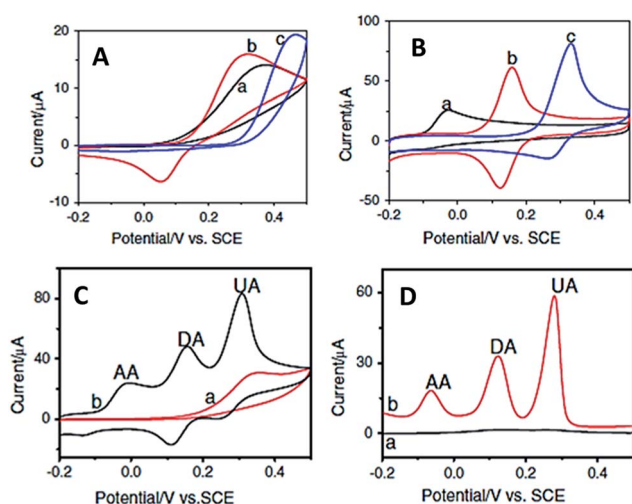 A
20
10
0
-10
Current/µA
-0.2 0.0 0.2 0.4
Potential/V vs. SCE
a
b
c
B
100
50
0
-50
Current/µA
-0.2 0.0 0.2 0.4
Potential/V vs. SCE
a
b
c
C
80
40
0
Current/µA
-0.2 0.0 0.2 0.4
Potential/V vs.SCE
AA
DA
UA
b
a
D
60
30
0
Current/µA
-0.2 0.0 0.2 0.4
Potential/V vs.SCE
AA
DA
UA
b
a